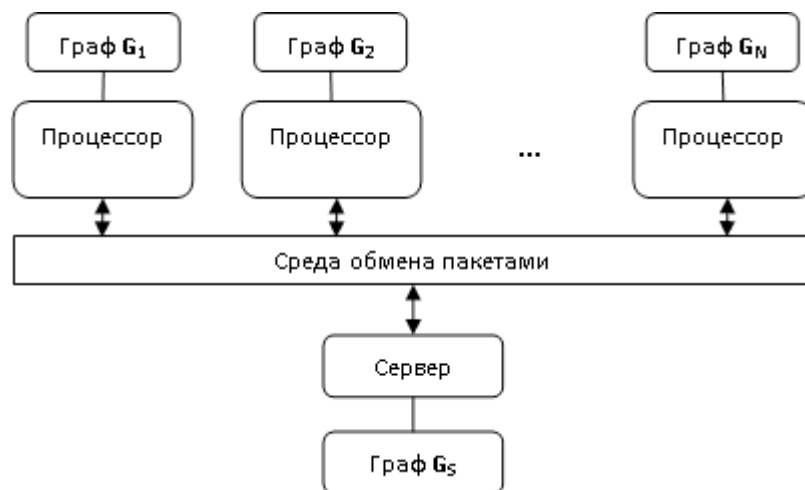 Граф G1
Граф G2
Граф GN
Процессор
Процессор
...
Процессор
Среда обмена пакетами
Сервер
Граф GS